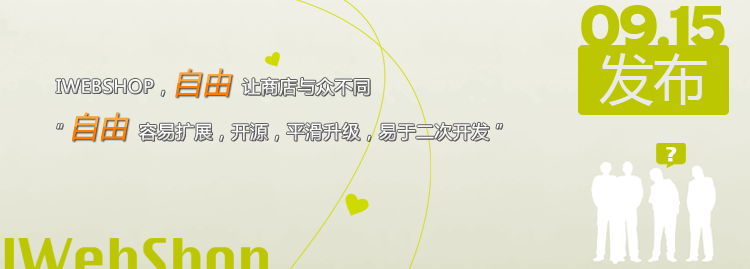 09.15
发布
IWEBSHOP，自由 让商店与众不同
“自由 容易扩展，开源，平滑升级，易于二次开发”
?
IWebShop